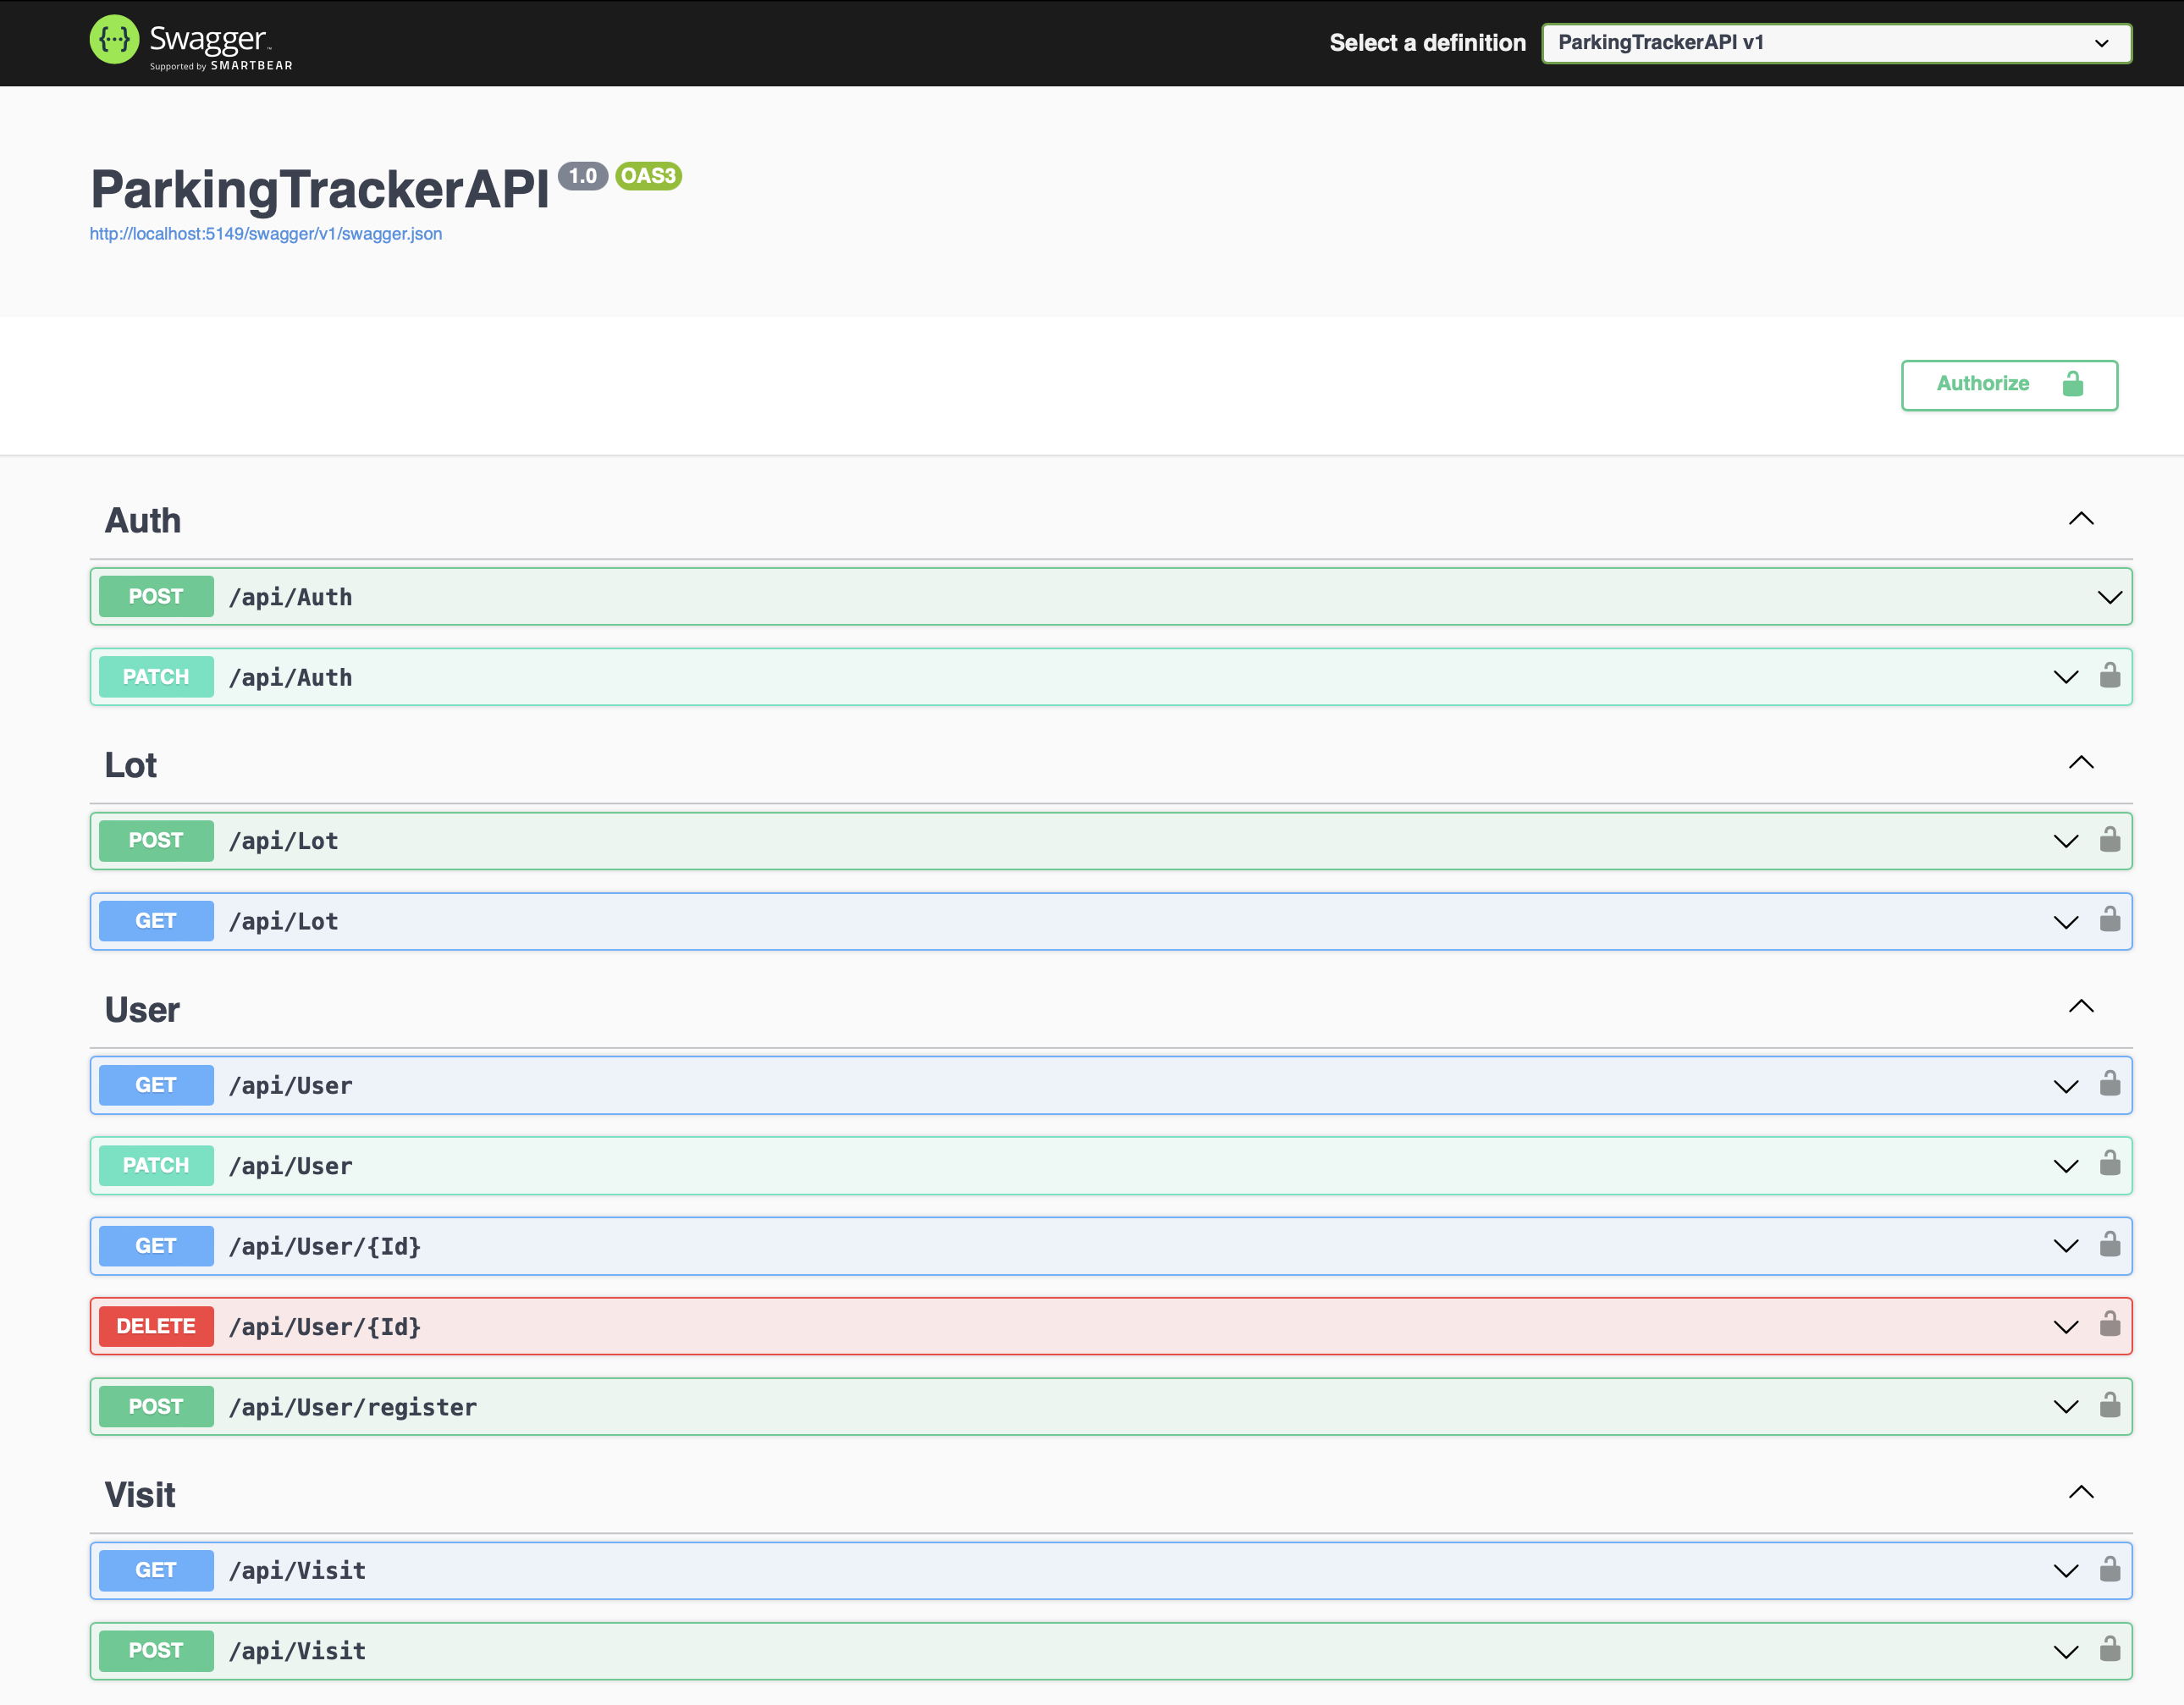 Swagger
Supported by SMARTBEAR
Select a definition
ParkingTrackerAPI v1
ParkingTrackerAPI 1.0 OAS3
http://localhost:5149/swagger/v1/swagger.json
Authorize
Auth
POST /api/Auth
PATCH /api/Auth
Lot
POST /api/Lot
GET /api/Lot
User
GET /api/User
PATCH /api/User
GET /api/User/{Id}
DELETE /api/User/{Id}
POST /api/User/register
Visit
GET /api/Visit
POST /api/Visit